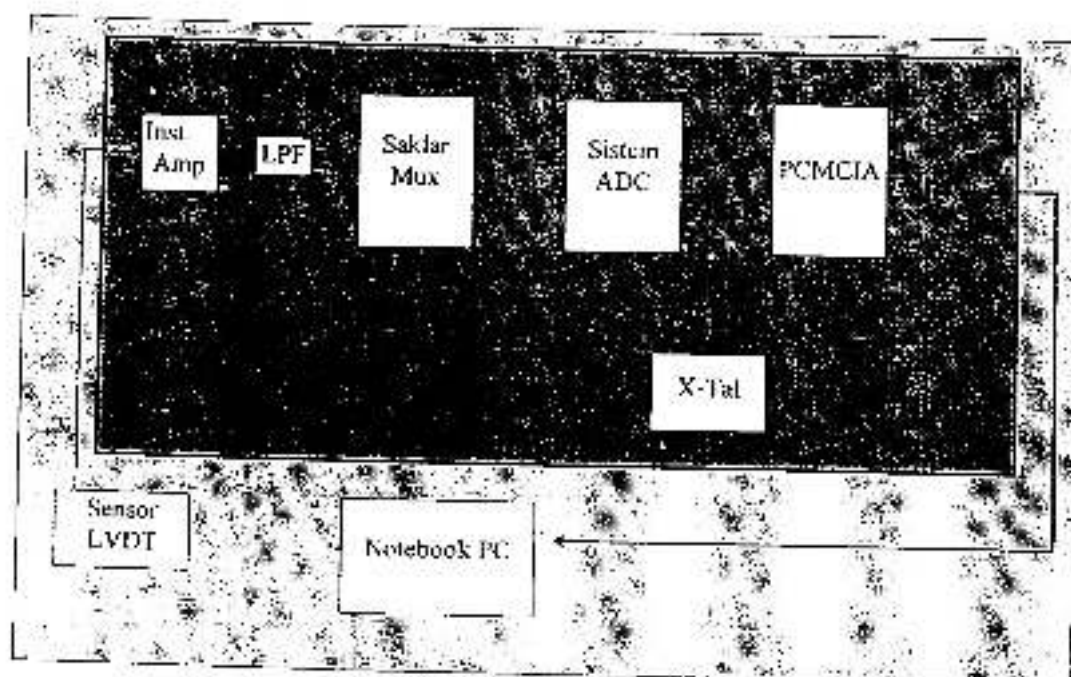 Inst.
Amp
LPF
Saklar
Mux
Sistem
ADC
PCMCIA
X-Tal
Sensor
LVDT
Notebook PC